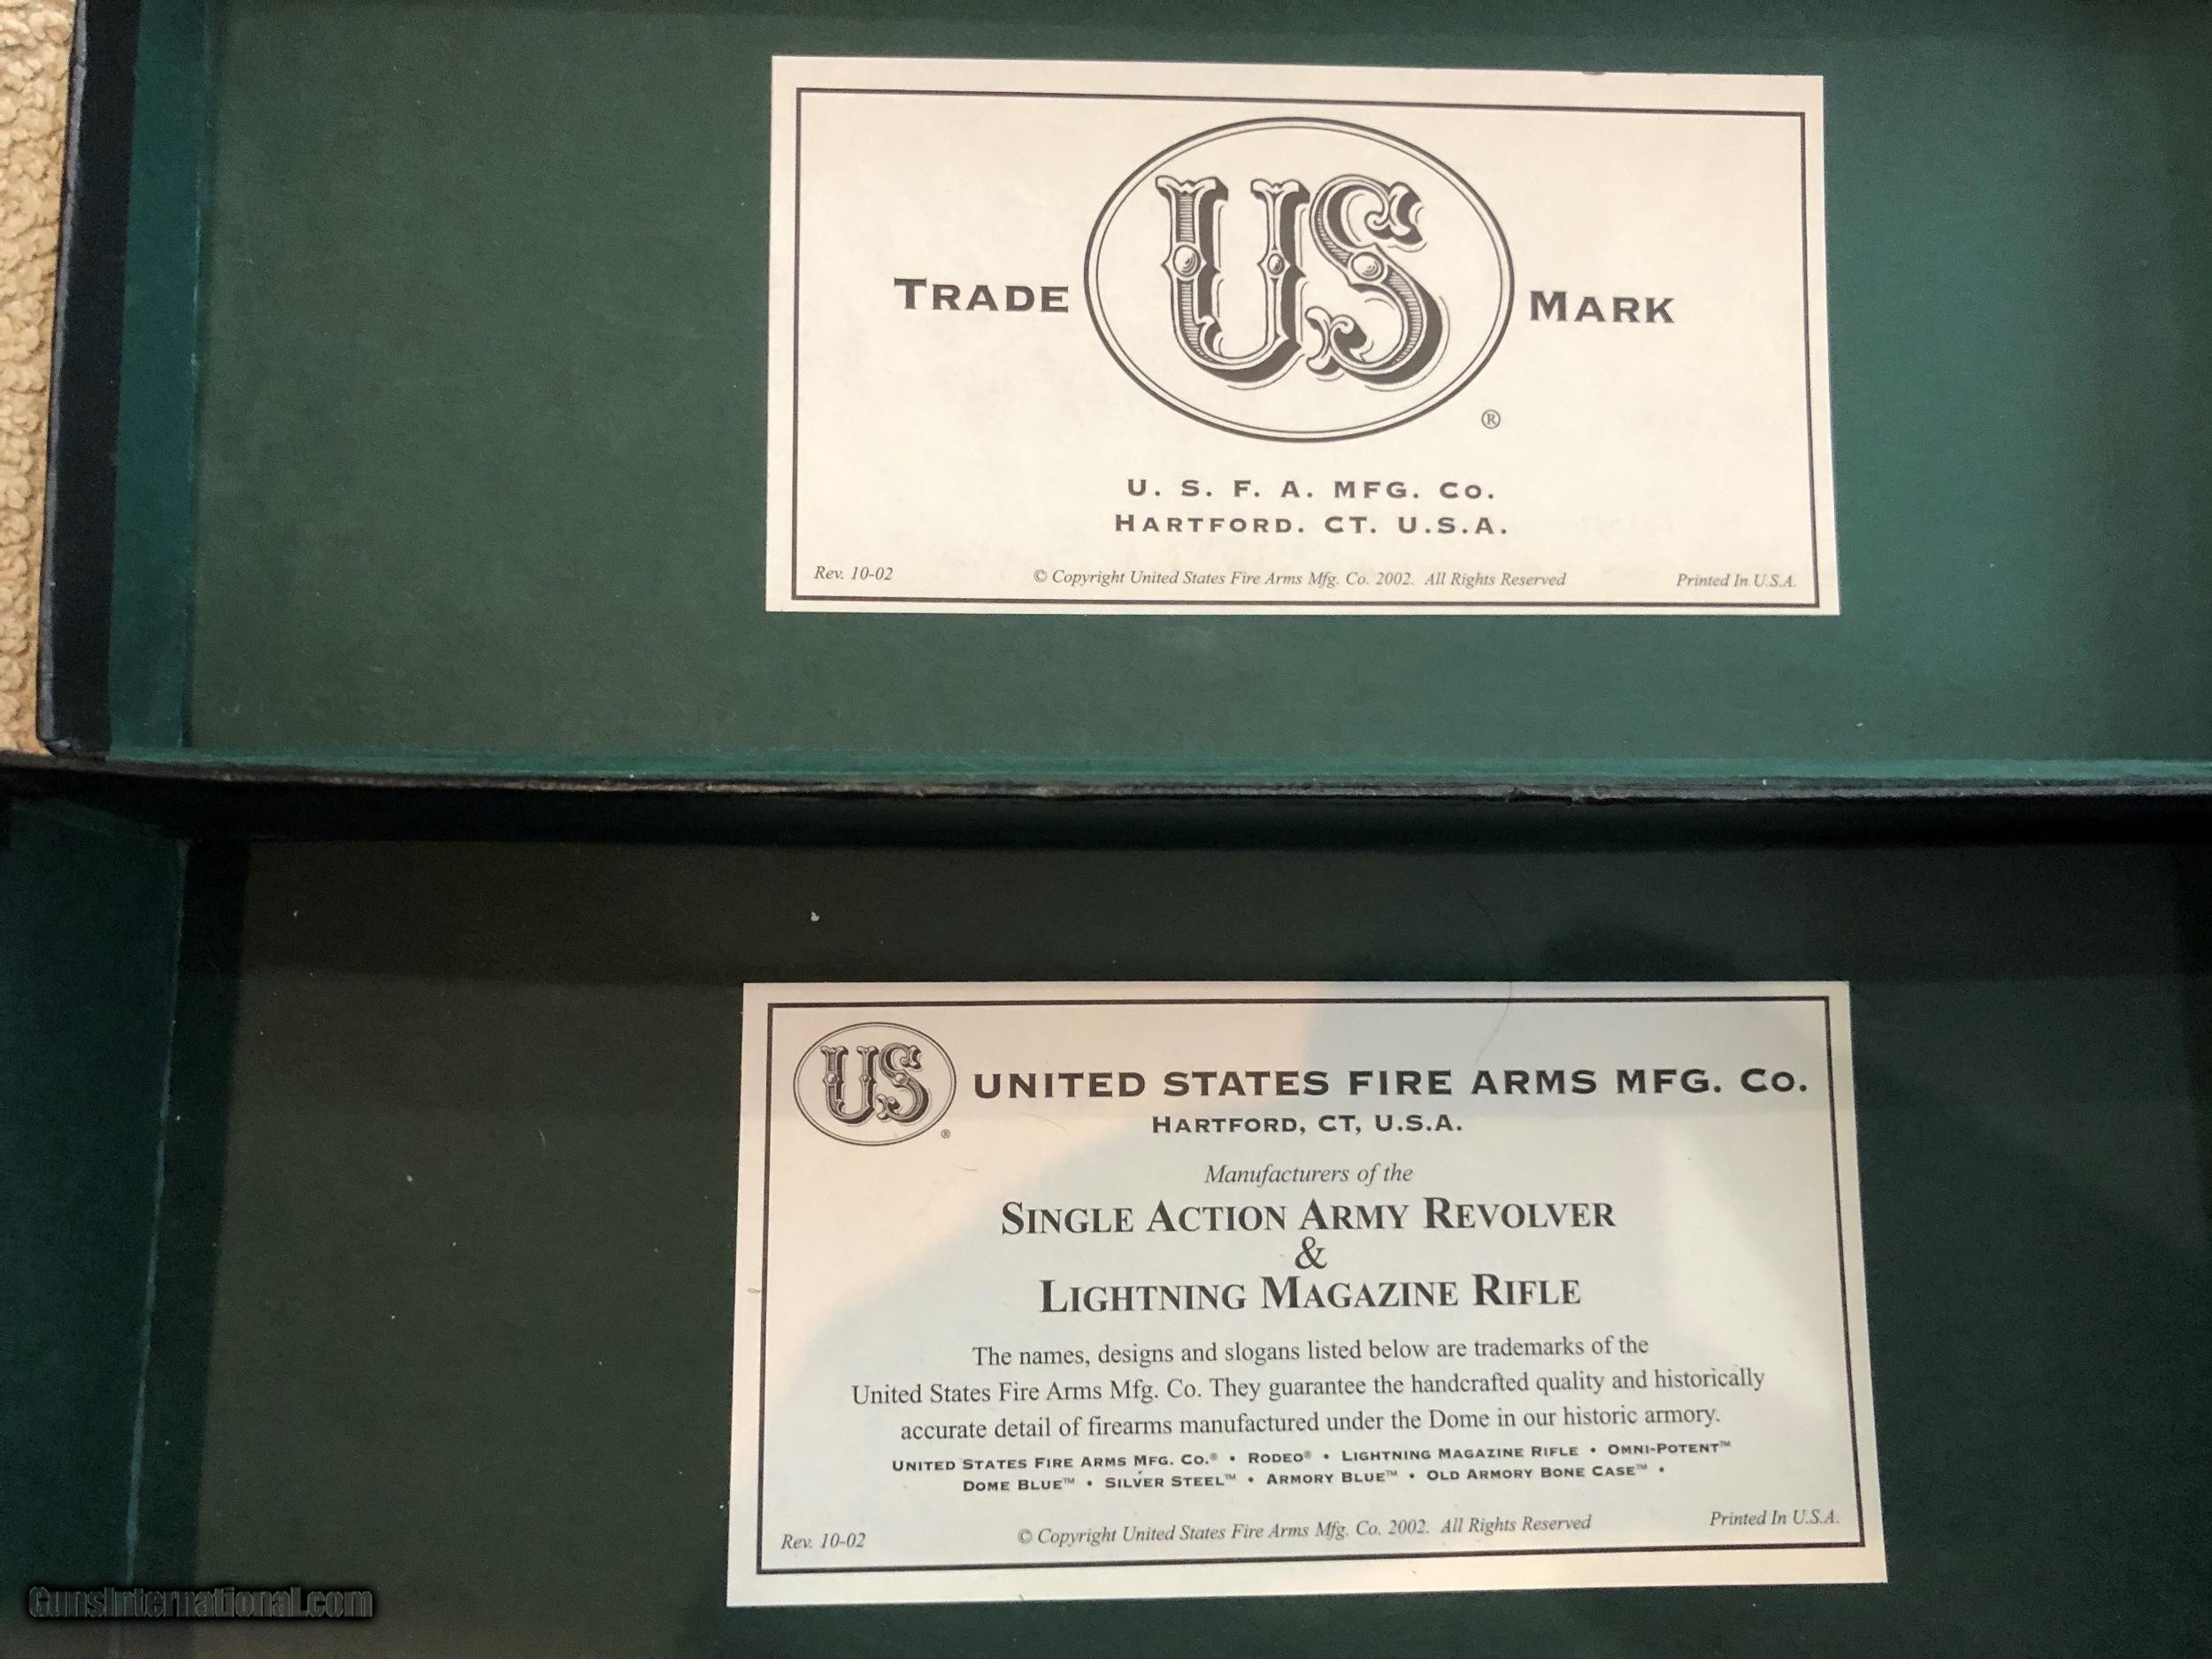 TRADE US MARK
®
U. S. F. A. MFG. Co.
HARTFORD. CT. U.S.A.
Rev. 10-02 © Copyright United States Fire Arms Mfg. Co. 2002. All Rights Reserved Printed In U.S.A.
US ® UNITED STATES FIRE ARMS MFG. Co.
HARTFORD, CT, U.S.A.
Manufacturers of the
SINGLE ACTION ARMY REVOLVER
&
LIGHTNING MAGAZINE RIFLE
The names, designs and slogans listed below are trademarks of the
United States Fire Arms Mfg. Co. They guarantee the handcrafted quality and historically
accurate detail of firearms manufactured under the Dome in our historic armory.
UNITED STATES FIRE ARMS MFG. CO.® • RODEO® • LIGHTNING MAGAZINE RIFLE • OMNI-POTENT™
DOME BLUE™ • SILVER STEEL™ • ARMORY BLUE™ • OLD ARMORY BONE CASE™ •
Rev. 10-02 © Copyright United States Fire Arms Mfg. Co. 2002. All Rights Reserved Printed In U.S.A.
GunsInternational.com